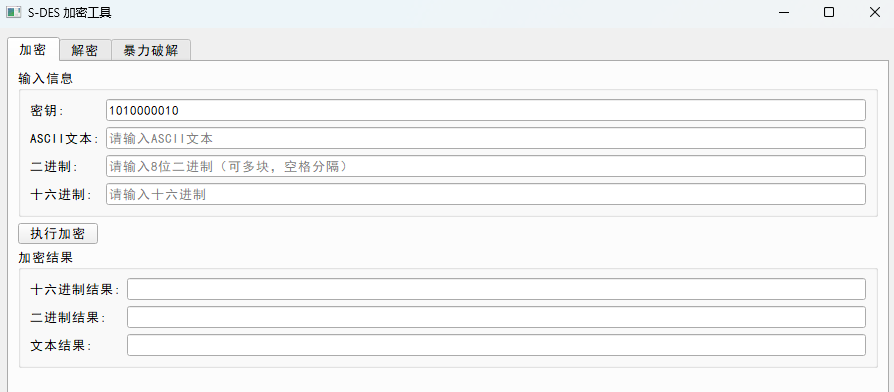 S-DES 加密工具
加密 解密 暴力破解
输入信息
密钥: 1010000010
ASCII文本: 请输入ASCII文本
二进制: 请输入8位二进制（可多块，空格分隔）
十六进制: 请输入十六进制
执行加密
加密结果
十六进制结果:
二进制结果:
文本结果: